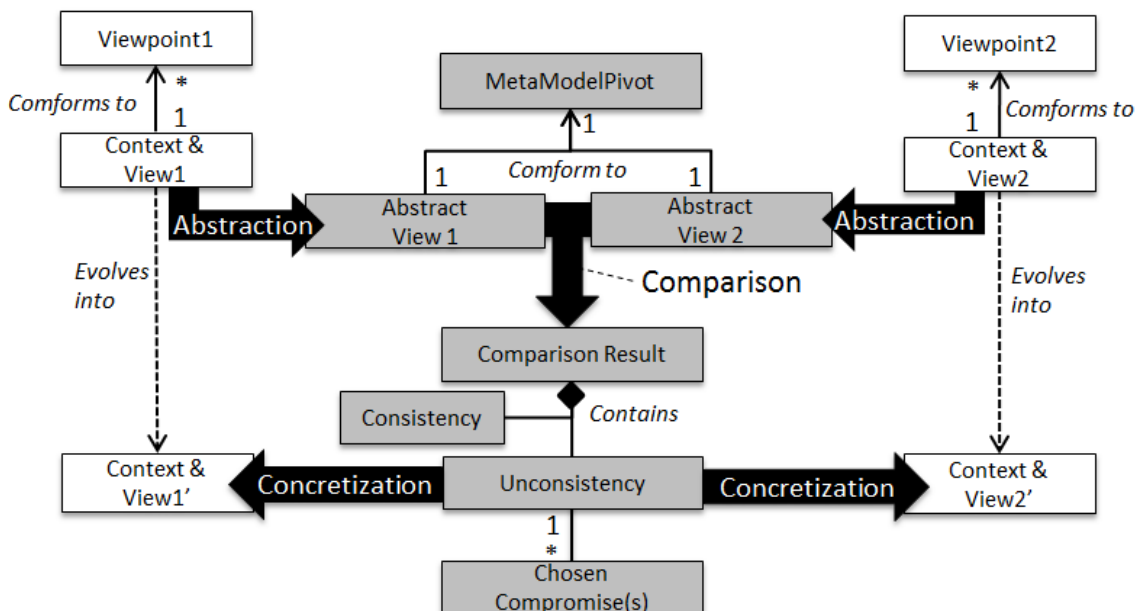 Viewpoint1
Viewpoint2
MetaModelPivot
*
*
Comforms to
Comforms to
1
1
1
Context &
View1
Context &
View2
Comform to
1
1
Abstraction
Abstract
View 1
Abstract
View 2
Abstraction
Evolves
into
Comparison
Evolves
into
Comparison Result
Consistency
Contains
Context &
View1’
Concretization
Unconsistency
Concretization
Context &
View2’
1
*
Chosen
Compromise(s)